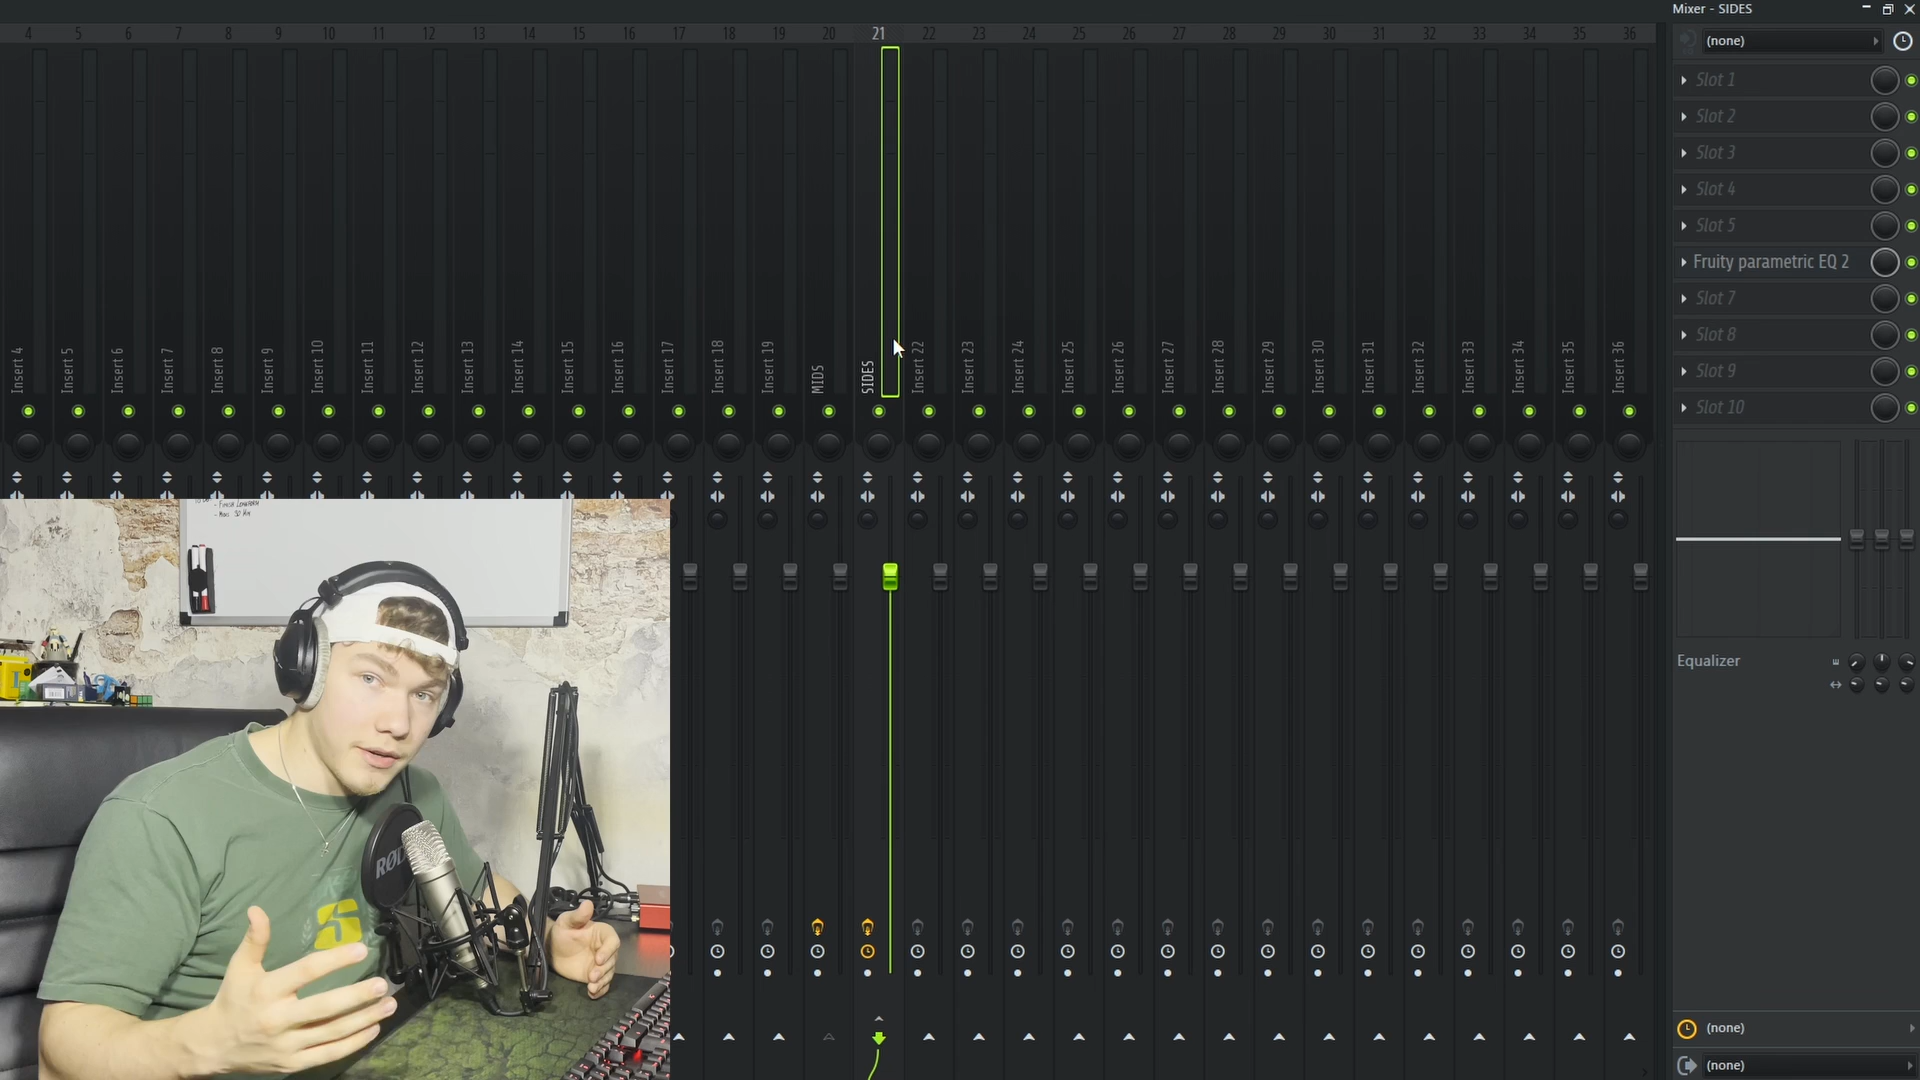 Mixer - SIDES
4 5 6 7 8 9 10 11 12 13 14 15 16 17 18 19 20 21 22 23 24 25 26 27 28 29 30 31 32 33 34 35 36
(none)
Slot 1
Slot 2
Slot 3
Slot 4
Slot 5
Fruity parametric EQ 2
Slot 7
Slot 8
Slot 9
Slot 10
Insert 4
Insert 5
Insert 6
Insert 7
Insert 8
Insert 9
Insert 10
Insert 11
Insert 12
Insert 13
Insert 14
Insert 15
Insert 16
Insert 17
Insert 18
Insert 19
MIDS
SIDES
Insert 22
Insert 23
Insert 24
Insert 25
Insert 26
Insert 27
Insert 28
Insert 29
Insert 30
Insert 31
Insert 32
Insert 33
Insert 34
Insert 35
Insert 36
Equalizer
RØD
S
(none)
(none)